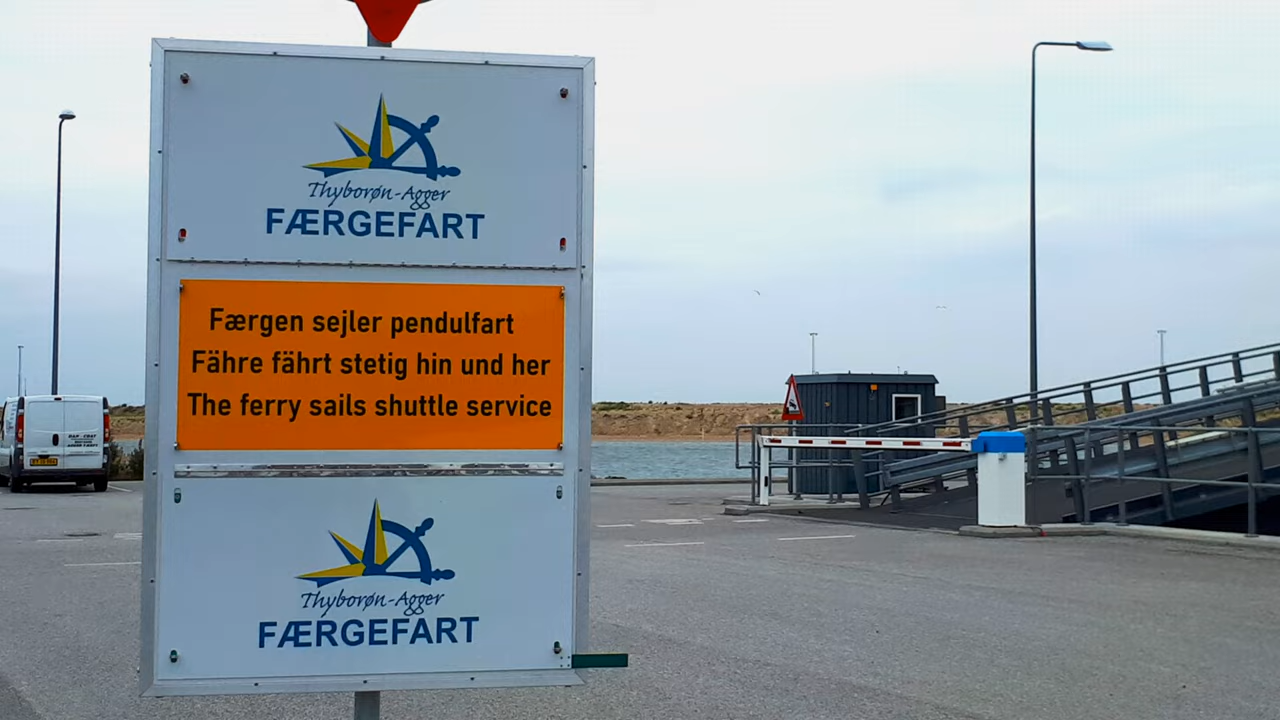 Thyborøn-Agger
FÆRGEFART
Færgen sejler pendulfart
Fähre fährt stetig hin und her
The ferry sails shuttle service
Thyborøn-Agger
FÆRGEFART